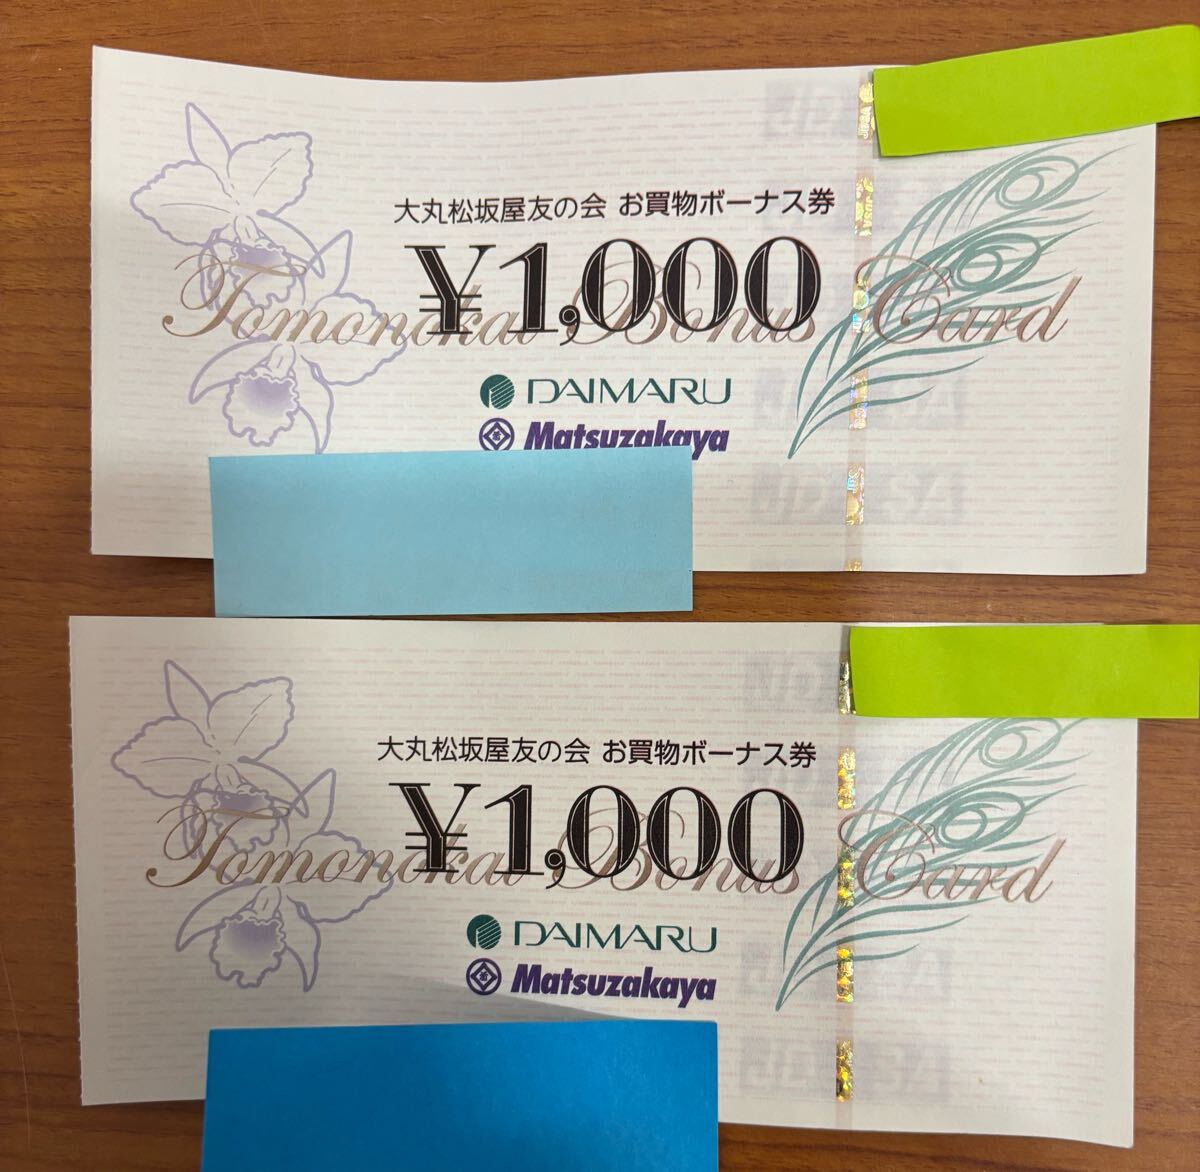 大丸松坂屋友の会 お買物ボーナス券
¥1,000
Tomonokai Bonus Card
DAIMARU
Matsuzakaya
大丸松坂屋友の会 お買物ボーナス券
¥1,000
Tomonokai Bonus Card
DAIMARU
Matsuzakaya